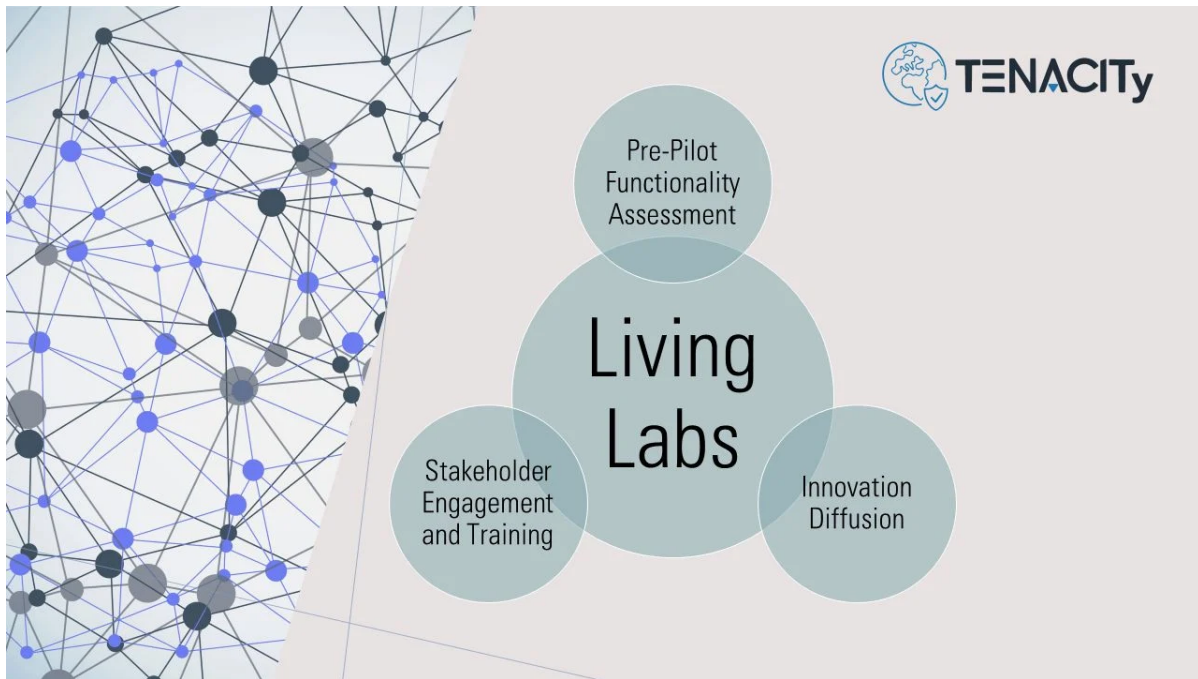 TENACITy
Pre-Pilot
Functionality
Assessment
Living
Labs
Stakeholder
Engagement
and Training
Innovation
Diffusion